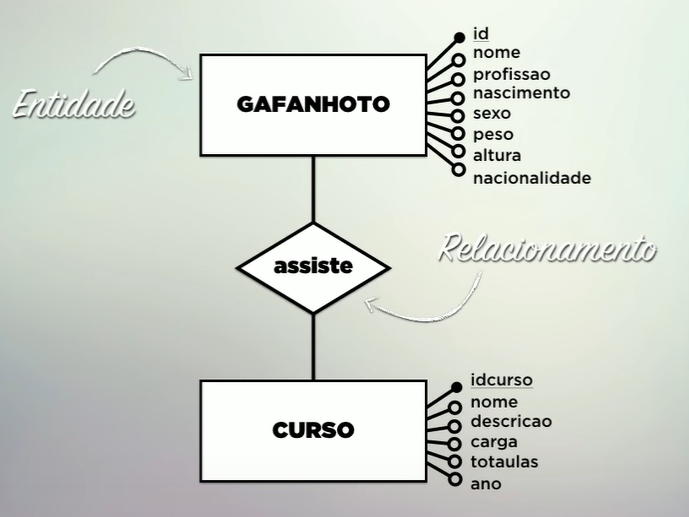 Entidade
GAFANHOTO
id
nome
profissao
nascimento
sexo
peso
altura
nacionalidade
assiste
Relacionamento
CURSO
idcurso
nome
descricao
carga
totaulas
ano